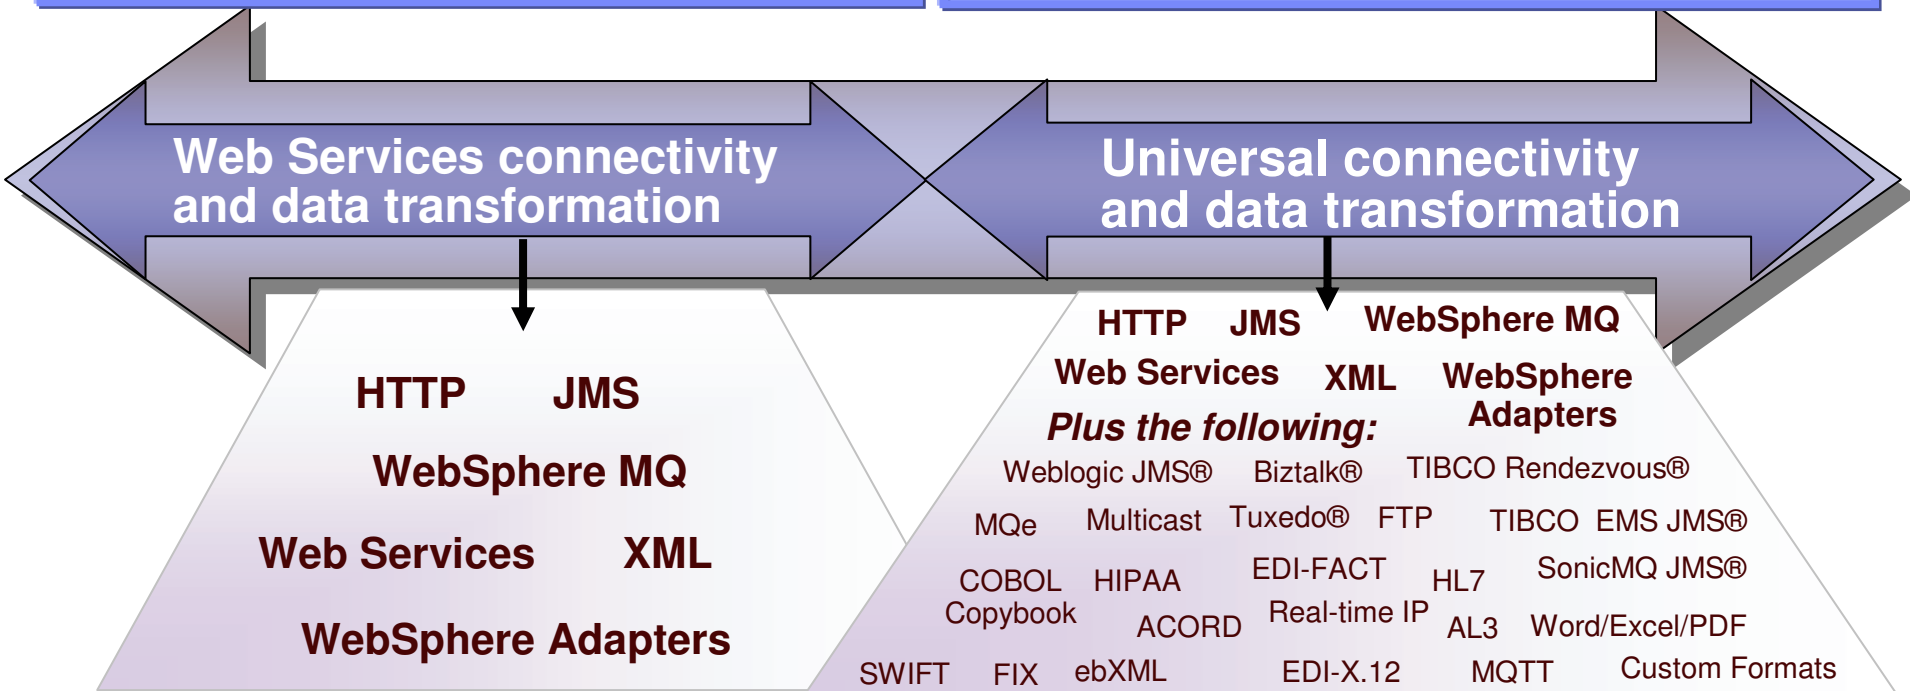 Web Services connectivity
and data transformation
Universal connectivity
and data transformation
HTTP JMS
WebSphere MQ
Web Services XML
WebSphere Adapters
HTTP JMS WebSphere MQ
Web Services XML WebSphere
Adapters
Plus the following:
Weblogic JMS® Biztalk® TIBCO Rendezvous®
MQe Multicast Tuxedo® FTP TIBCO EMS JMS®
COBOL HIPAA EDI-FACT HL7 SonicMQ JMS®
Copybook ACORD Real-time IP AL3 Word/Excel/PDF
SWIFT FIX ebXML EDI-X.12 MQTT Custom Formats